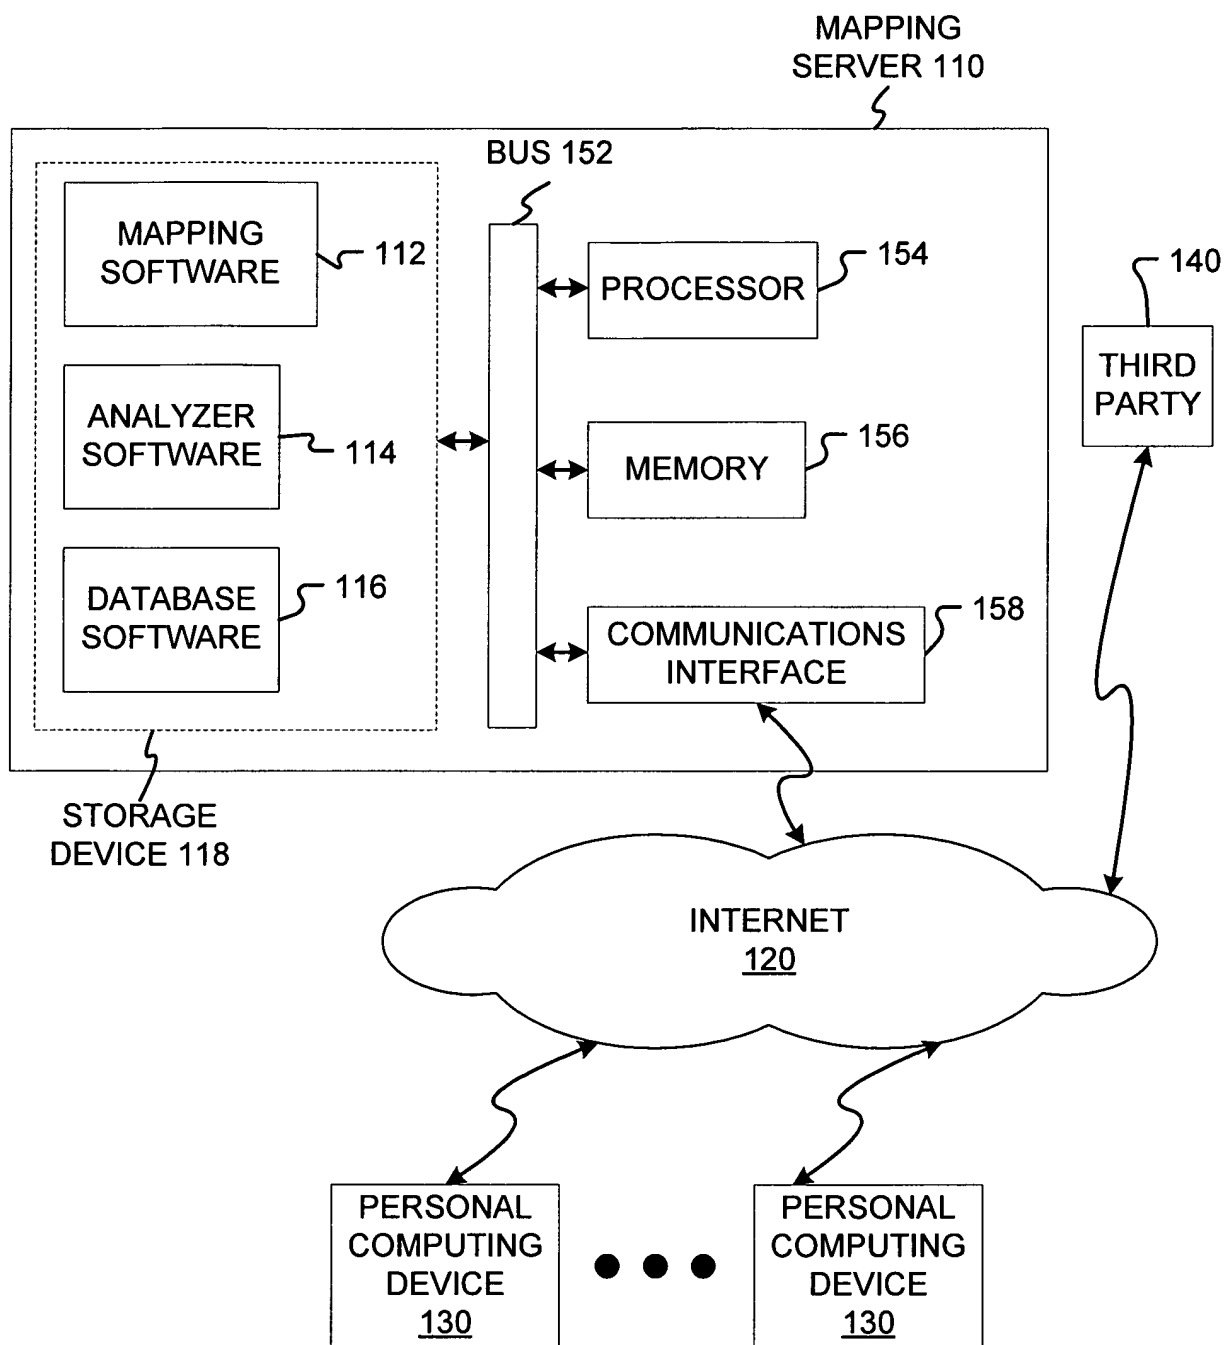 MAPPING
SERVER 110
BUS 152
MAPPING
SOFTWARE
112
PROCESSOR
154
140
THIRD
PARTY
ANALYZER
SOFTWARE
114
MEMORY
156
DATABASE
SOFTWARE
116
COMMUNICATIONS
INTERFACE
158
STORAGE
DEVICE 118
INTERNET
120
PERSONAL
COMPUTING
DEVICE
130
PERSONAL
COMPUTING
DEVICE
130